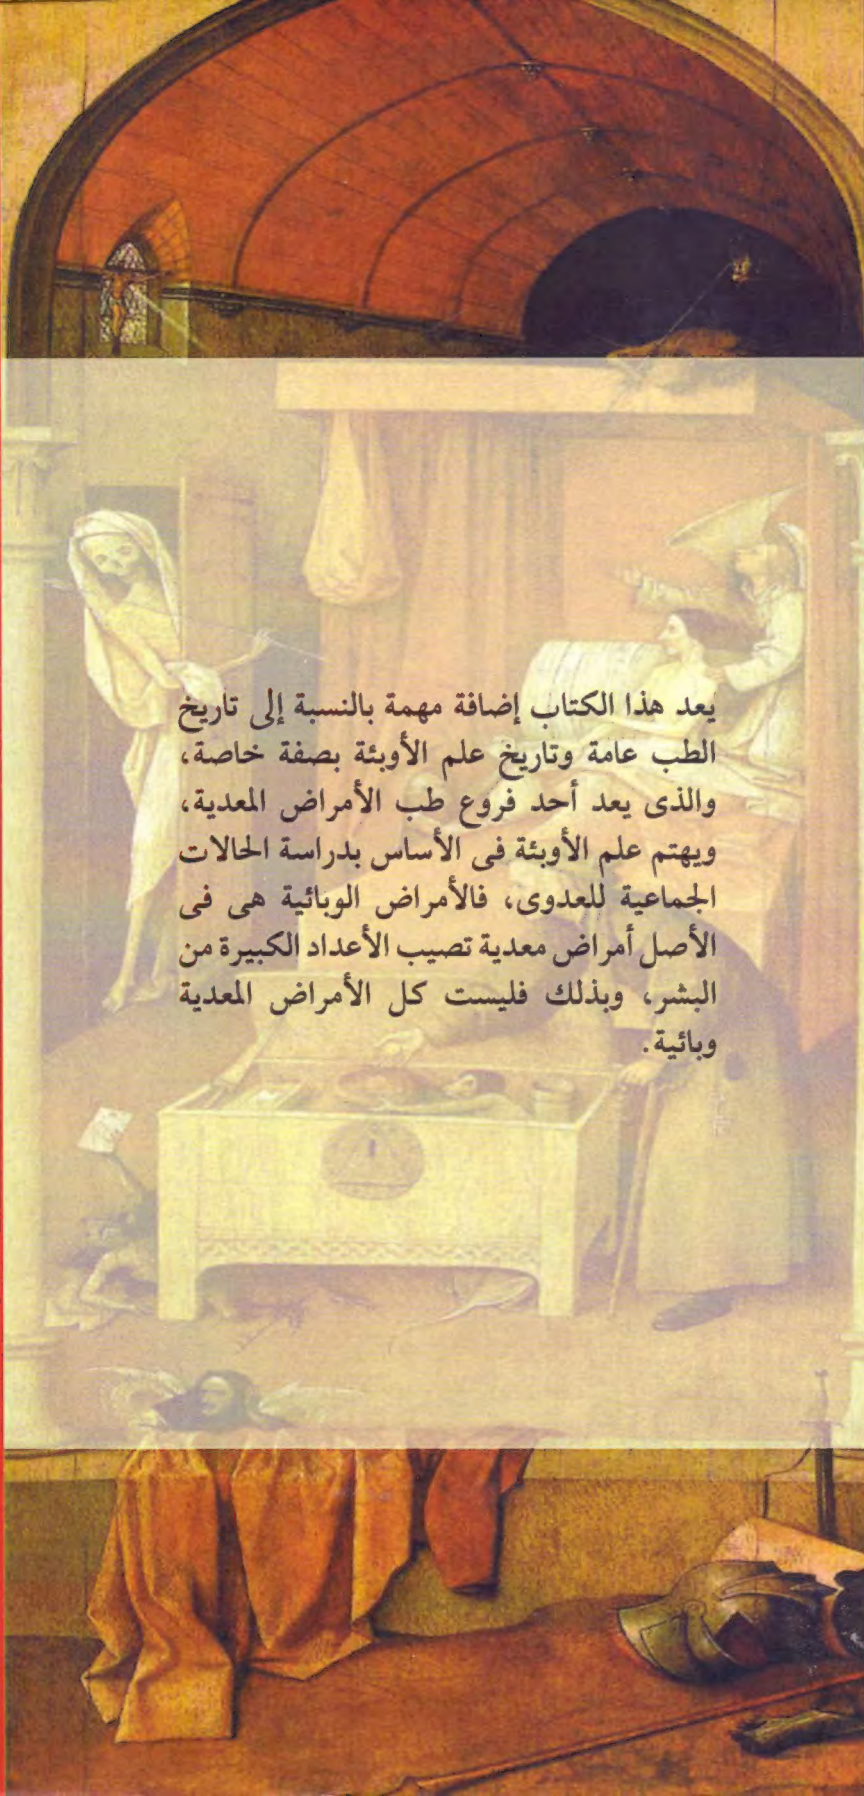 يعد هذا الكتاب إضافة مهمة بالنسبة إلى تاريخ
الطب عامة وتاريخ علم الأوبئة بصفة خاصة،
والذى يعد أحد فروع طب الأمراض المعدية،
ويهتم علم الأوبئة فى الأساس بدراسة الحالات
الجماعية للعدوى، فالأمراض الوبائية هى فى
الأصل أمراض معدية تصيب الأعداد الكبيرة من
البشر، وبذلك فليست كل الأمراض المعدية
وبائية.